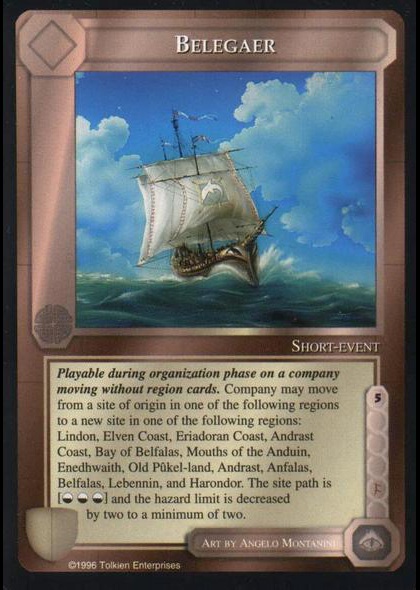 BELEGAER
SHORT-EVENT
Playable during organization phase on a company
moving without region cards. Company may move
from a site of origin in one of the following regions
to a new site in one of the following regions:
Lindon, Elven Coast, Eriadoran Coast, Andrast
Coast, Bay of Belfalas, Mouths of the Anduin,
Enedhwaith, Old Pûkel-land, Andrast, Anfalas,
Belfalas, Lebennin, and Harondor. The site path is
[ ] and the hazard limit is decreased
by two to a minimum of two.
5
F
ART BY ANGELO MONTANINI
©1996 Tolkien Enterprises